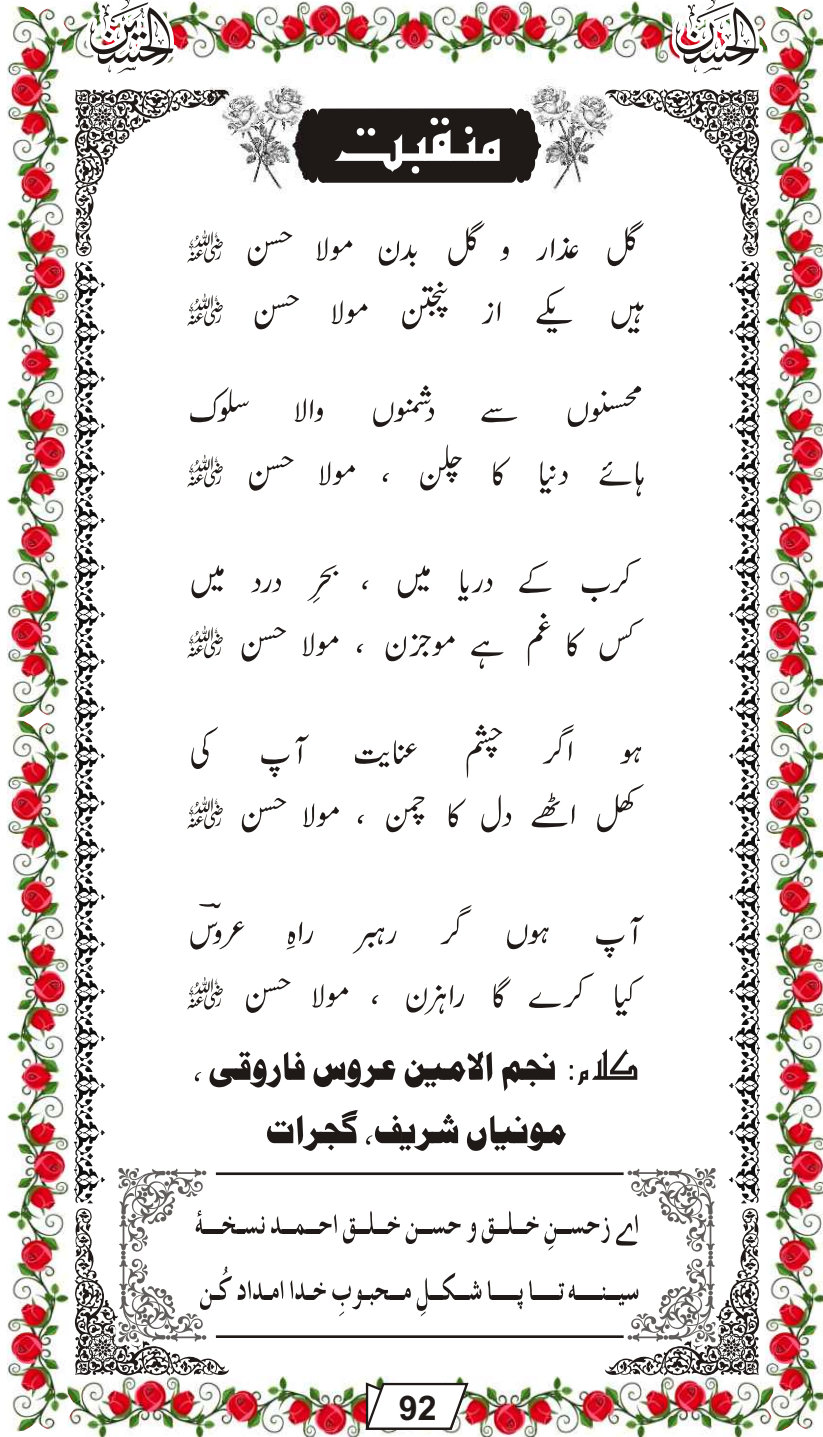 الحسن
الحسن
منقبت
گل عذار و گل بدن مولا حسن رضی اللہ عنہ
ہیں یکے از پنجتن مولا حسن رضی اللہ عنہ
محسنوں سے دشمنوں والا سلوک
ہائے دنیا کا چلن ، مولا حسن رضی اللہ عنہ
کرب کے دریا میں ، بحرِ درد میں
کس کا غم ہے موجزن ، مولا حسن رضی اللہ عنہ
ہو اگر چشم عنایت آپ کی
کھل اٹھے دل کا چمن ، مولا حسن رضی اللہ عنہ
آپ ہوں گر رہبر راہِ عروسؔ
کیا کرے گا راہزن ، مولا حسن رضی اللہ عنہ
کلام: نجم الامین عروس فاروقی ،
مونیاں شریف، گجرات
اے زحسنِ خلق و حسن خلق احمد نسخۂ
سینہ تا پا شکلِ محبوبِ خدا امداد کُن
92